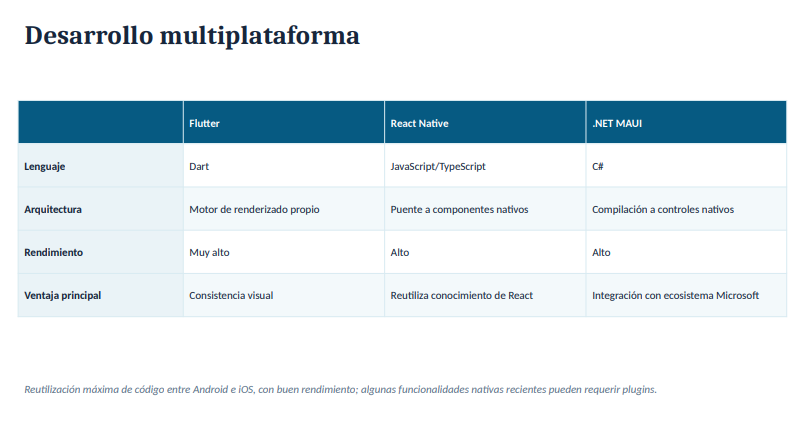 Desarrollo multiplataforma
Flutter React Native .NET MAUI
Lenguaje Dart JavaScript/TypeScript C#
Arquitectura Motor de renderizado propio Puente a componentes nativos Compilación a controles nativos
Rendimiento Muy alto Alto Alto
Ventaja principal Consistencia visual Reutiliza conocimiento de React Integración con ecosistema Microsoft
Reutilización máxima de código entre Android e iOS, con buen rendimiento; algunas funcionalidades nativas recientes pueden requerir plugins.